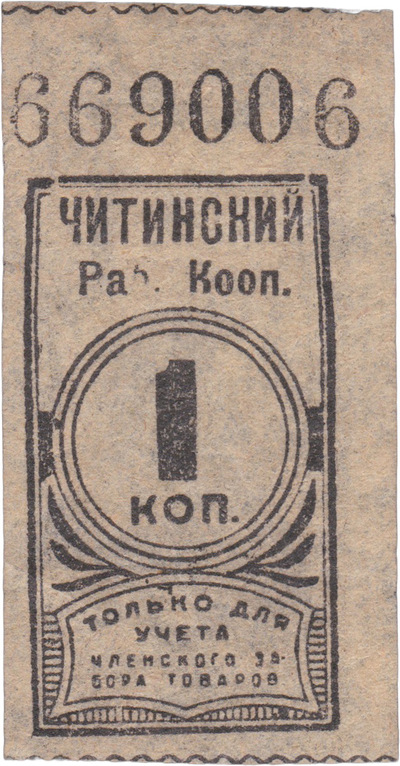 669006
ЧИТИНСКИЙ
Раб. Кооп.
1
КОП.
ТОЛЬКО ДЛЯ
УЧЕТА
ЧЛЕНСКОГО ЗА-
БОРА ТОВАРОВ